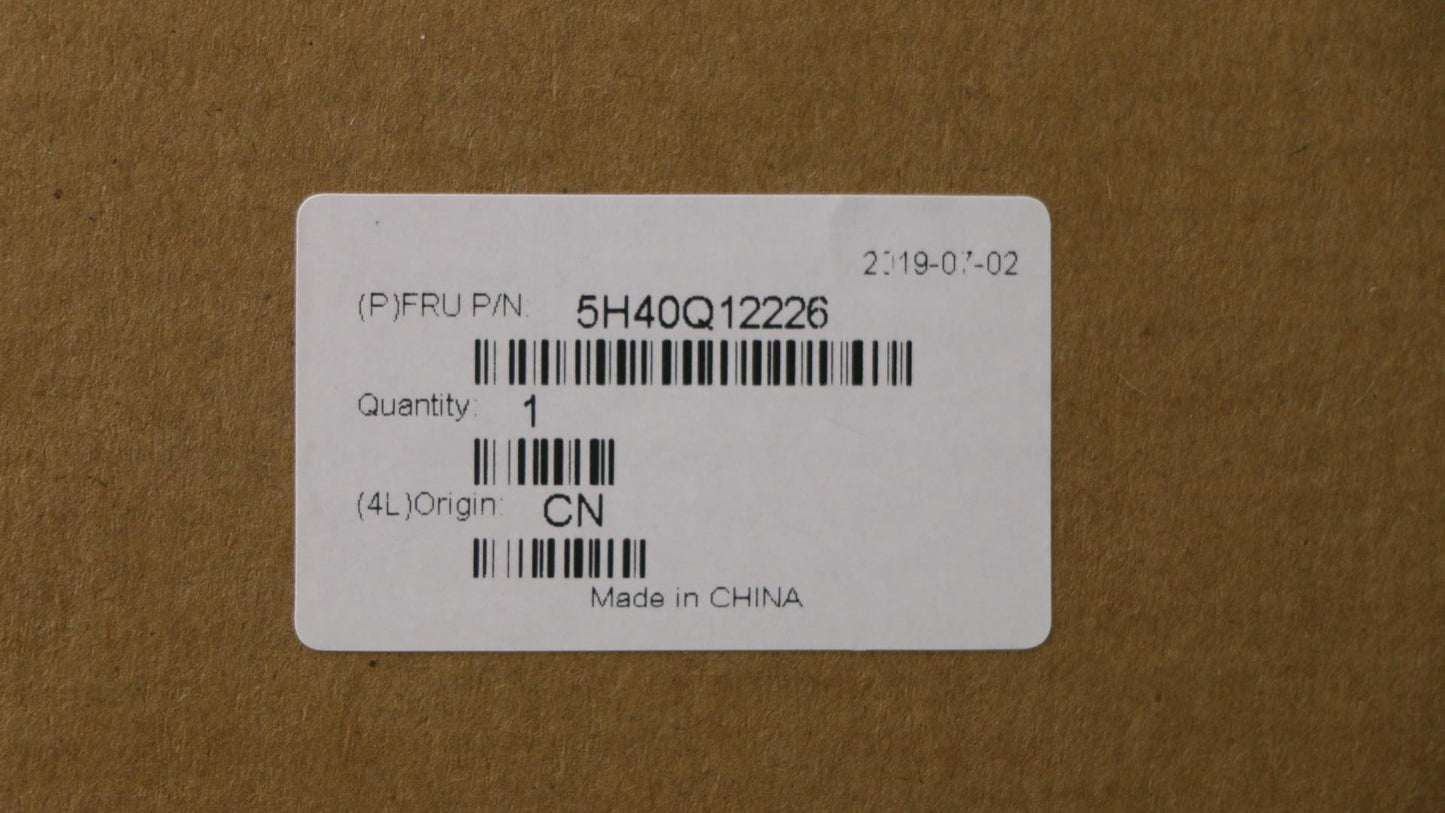 2019-07-02
(P)FRU P/N: 5H40Q12226
Quantity: 1
(4L)Origin: CN
Made in CHINA